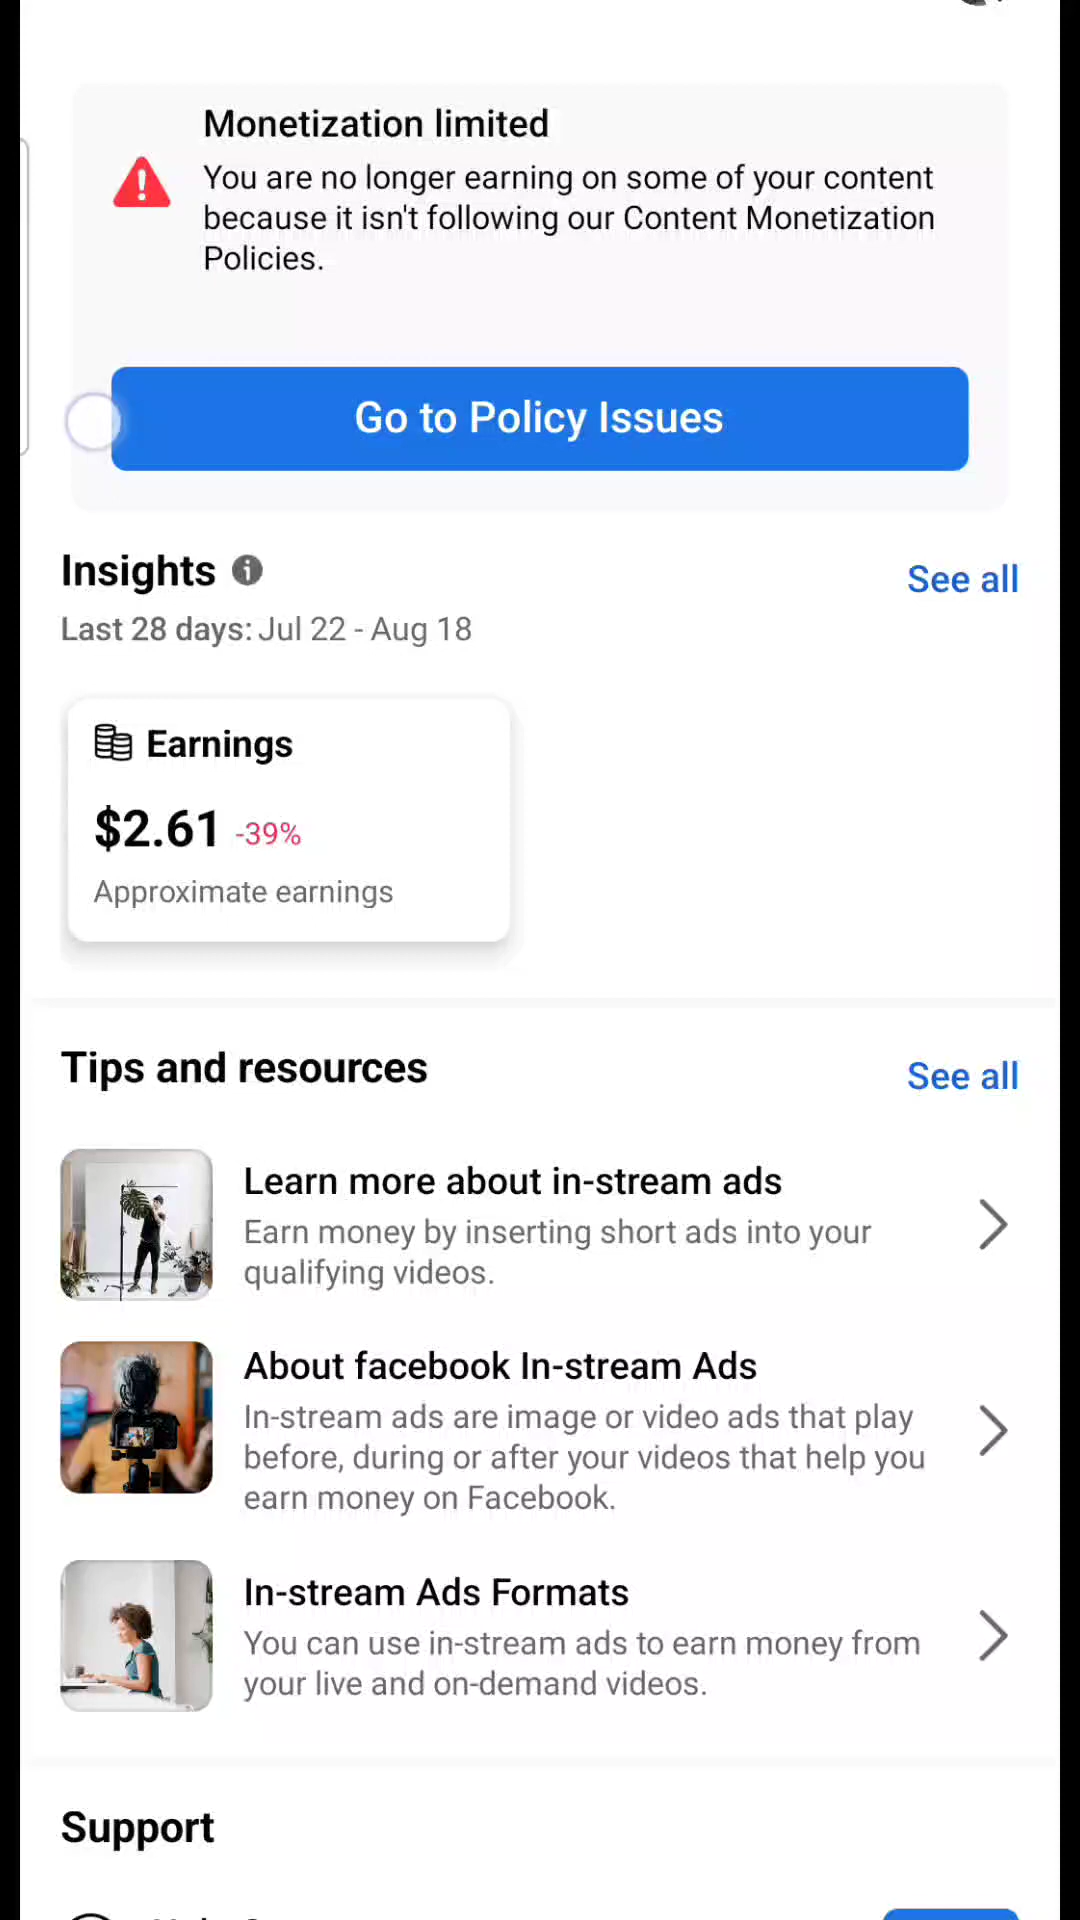 Monetization limited
You are no longer earning on some of your content
because it isn't following our Content Monetization
Policies.
Go to Policy Issues
Insights
See all
Last 28 days: Jul 22 - Aug 18
Earnings
$2.61 -39%
Approximate earnings
Tips and resources
See all
Learn more about in-stream ads
Earn money by inserting short ads into your
qualifying videos.
About facebook In-stream Ads
In-stream ads are image or video ads that play
before, during or after your videos that help you
earn money on Facebook.
In-stream Ads Formats
You can use in-stream ads to earn money from
your live and on-demand videos.
Support